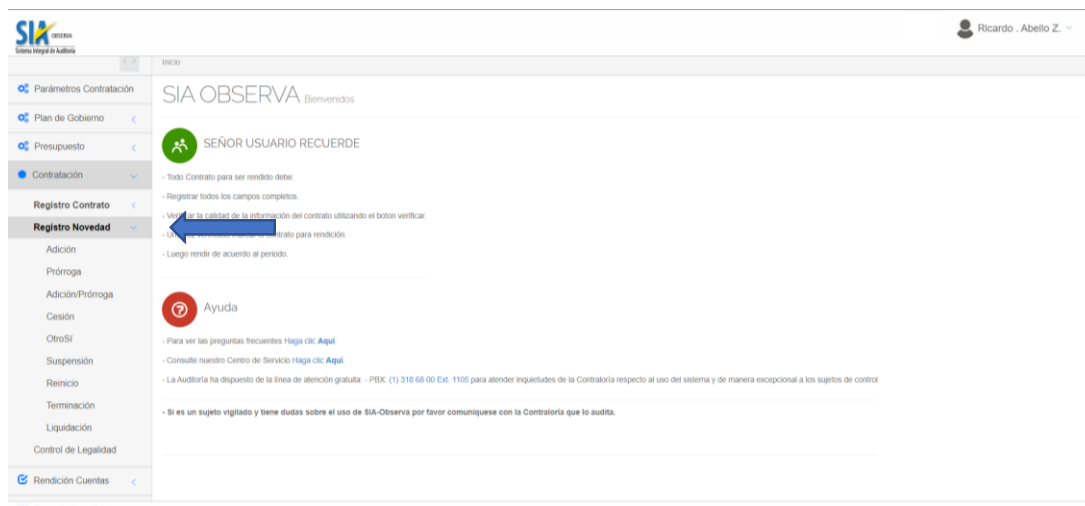 SIA OBSERVA
Sistema Integral de Auditoría
Ricardo . Abello Z.
Inicio
Parámetros Contratación
Plan de Gobierno
Presupuesto
Contratación
Registro Contrato
Registro Novedad
Adición
Prórroga
Adición/Prórroga
Cesión
OtroSí
Suspensión
Reinicio
Terminación
Liquidación
Control de Legalidad
Rendición Cuentas
SIA OBSERVA Bienvenidos
SEÑOR USUARIO RECUERDE
- Todo Contrato para ser rendido debe:
- Registrar todos los campos completos.
- la calidad de la información del contrato utilizando el boton verificar.
- para rendición.
- Luego rendir de acuerdo al periodo.
Ayuda
- Para ver las preguntas frecuentes Haga clic Aquí.
- Consulte nuestro Centro de Servicio Haga clic Aquí.
- La Auditoría ha dispuesto de la línea de atención gratuita: - PBX: (1) 318 68 00 Ext. 1105 para atender inquietudes de la Contraloría respecto al uso del sistema y de manera excepcional a los sujetos de control
- Si es un sujeto vigilado y tiene dudas sobre el uso de SIA-Observa por favor comuniquese con la Contraloría que lo audita.